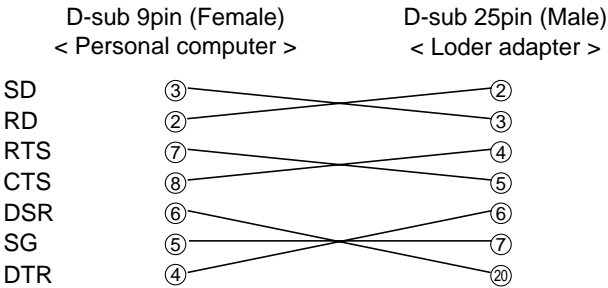 D-sub 9pin (Female) D-sub 25pin (Male)
< Personal computer > < Loder adapter >
SD 3 2
RD 2 3
RTS 7 4
CTS 8 5
DSR 6 6
SG 5 7
DTR 4 20